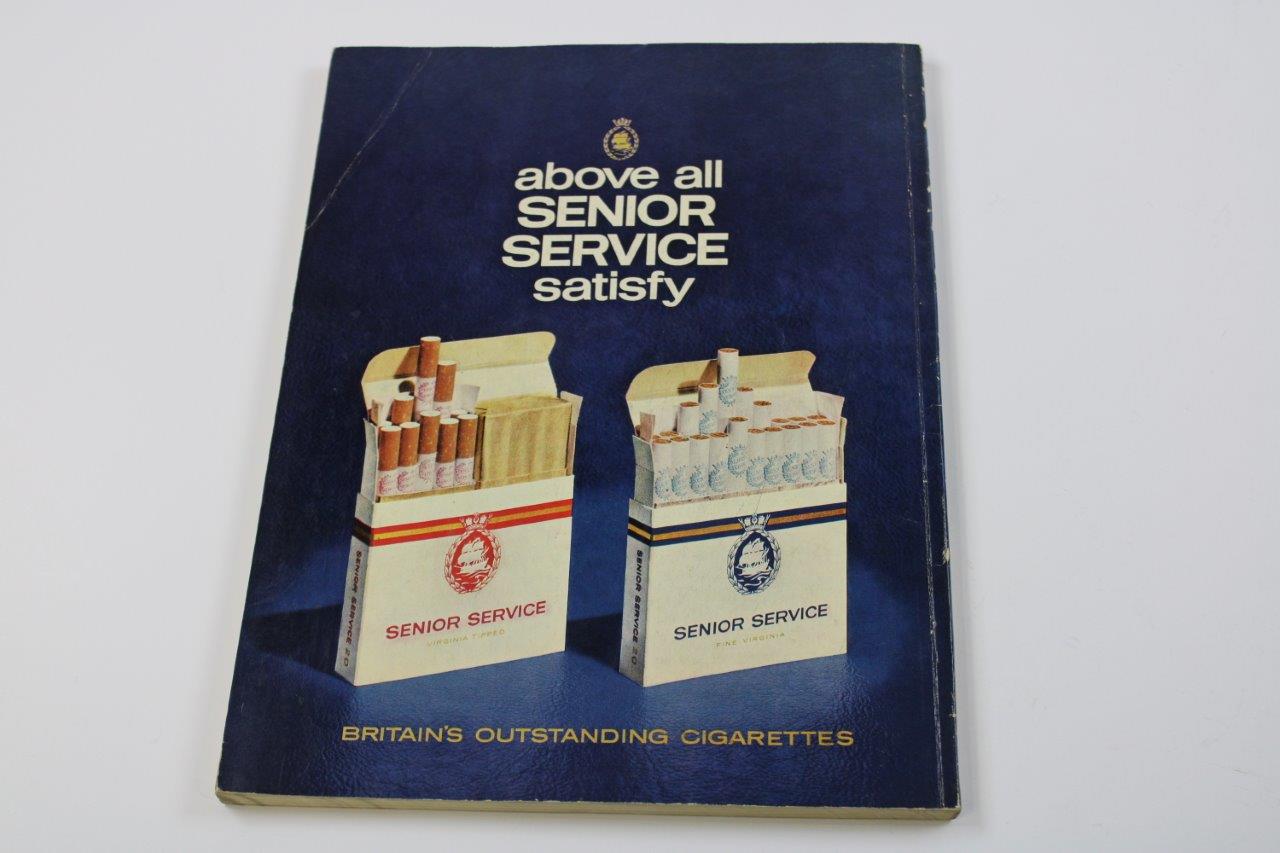 above all
SENIOR
SERVICE
satisfy
SENIOR SERVICE
VIRGINIA TIPPED
SENIOR SERVICE 20
SENIOR SERVICE
FINE VIRGINIA
SENIOR SERVICE 20
BRITAIN'S OUTSTANDING CIGARETTES